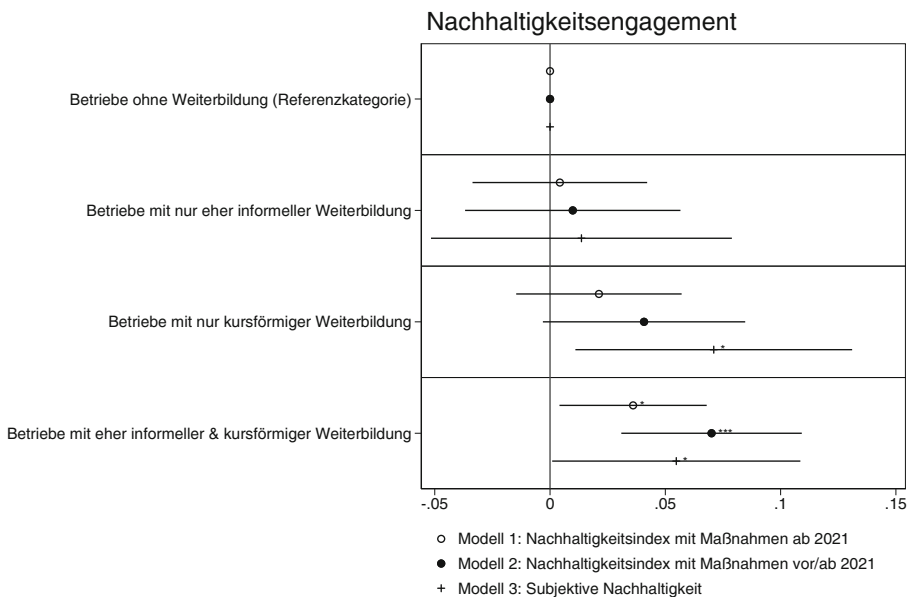 Nachhaltigkeitsengagement
Betriebe ohne Weiterbildung (Referenzkategorie)
Betriebe mit nur eher informeller Weiterbildung
Betriebe mit nur kursförmiger Weiterbildung
*
Betriebe mit eher informeller & kursförmiger Weiterbildung
*
***
*
-.05 0 .05 .1 .15
Modell 1: Nachhaltigkeitsindex mit Maßnahmen ab 2021
Modell 2: Nachhaltigkeitsindex mit Maßnahmen vor/ab 2021
Modell 3: Subjektive Nachhaltigkeit